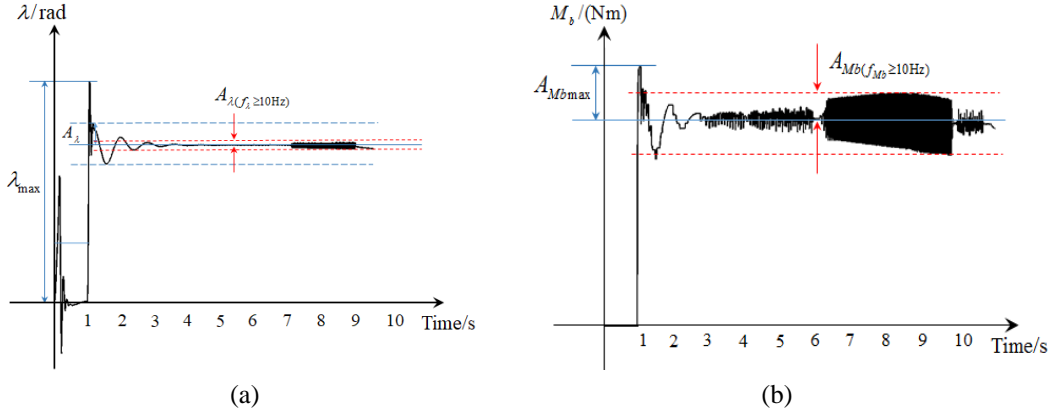 λ/rad
A_λ(f_λ≥10Hz)
A_λ
λ_max
1 2 3 4 5 6 7 8 9 10 Time/s
(a)
M_b/(Nm)
A_Mb(f_Mb≥10Hz)
A_Mbmax
1 2 3 4 5 6 7 8 9 10 Time/s
(b)